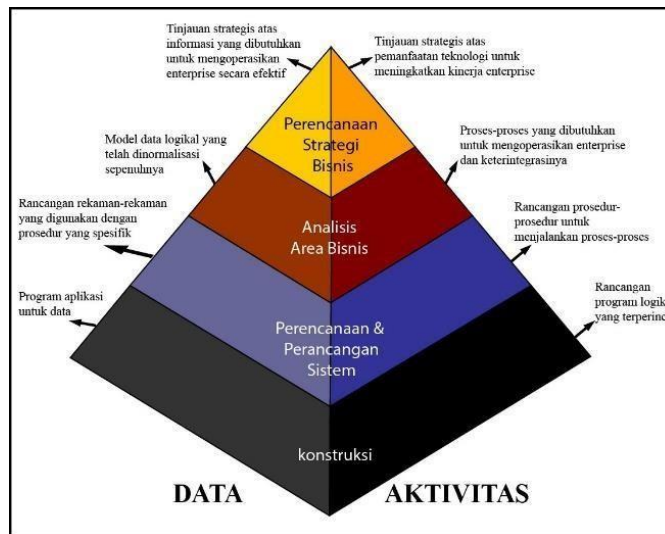 Tinjauan strategis atas
informasi yang dibutuhkan
untuk mengoperasikan
enterprise secara efektif
Tinjauan strategis atas
pemanfaatan teknologi untuk
meningkatkan kinerja enterprise
Perencanaan
Strategi
Bisnis
Model data logikal yang
telah dinormalisasi
sepenuhnya
Proses-proses yang dibutuhkan
untuk mengoperasikan enterprise
dan keterintegrasinya
Analisis
Area Bisnis
Rancangan rekaman-rekaman
yang digunakan dengan
prosedur yang spesifik
Rancangan prosedur-
prosedur untuk
menjalankan proses-proses
Perencanaan &
Perancangan
Sistem
Program aplikasi
untuk data
Rancangan
program logik
yang terperinc
konstruksi
DATA
AKTIVITAS